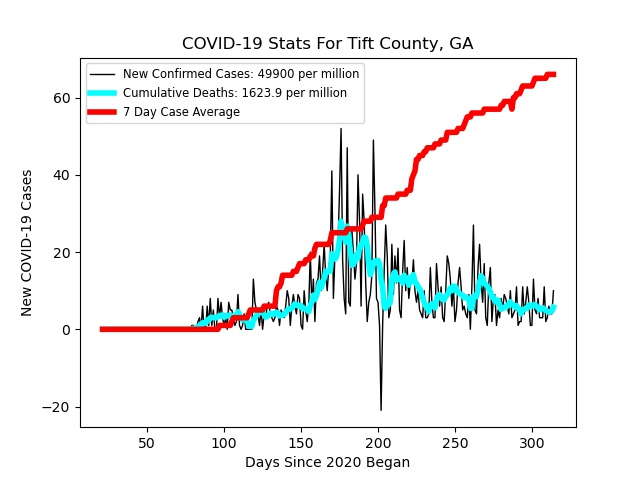 COVID-19 Stats For Tift County, GA
New Confirmed Cases: 49900 per million
Cumulative Deaths: 1623.9 per million
7 Day Case Average
60
40
20
0
−20
New COVID-19 Cases
50 100 150 200 250 300
Days Since 2020 Began